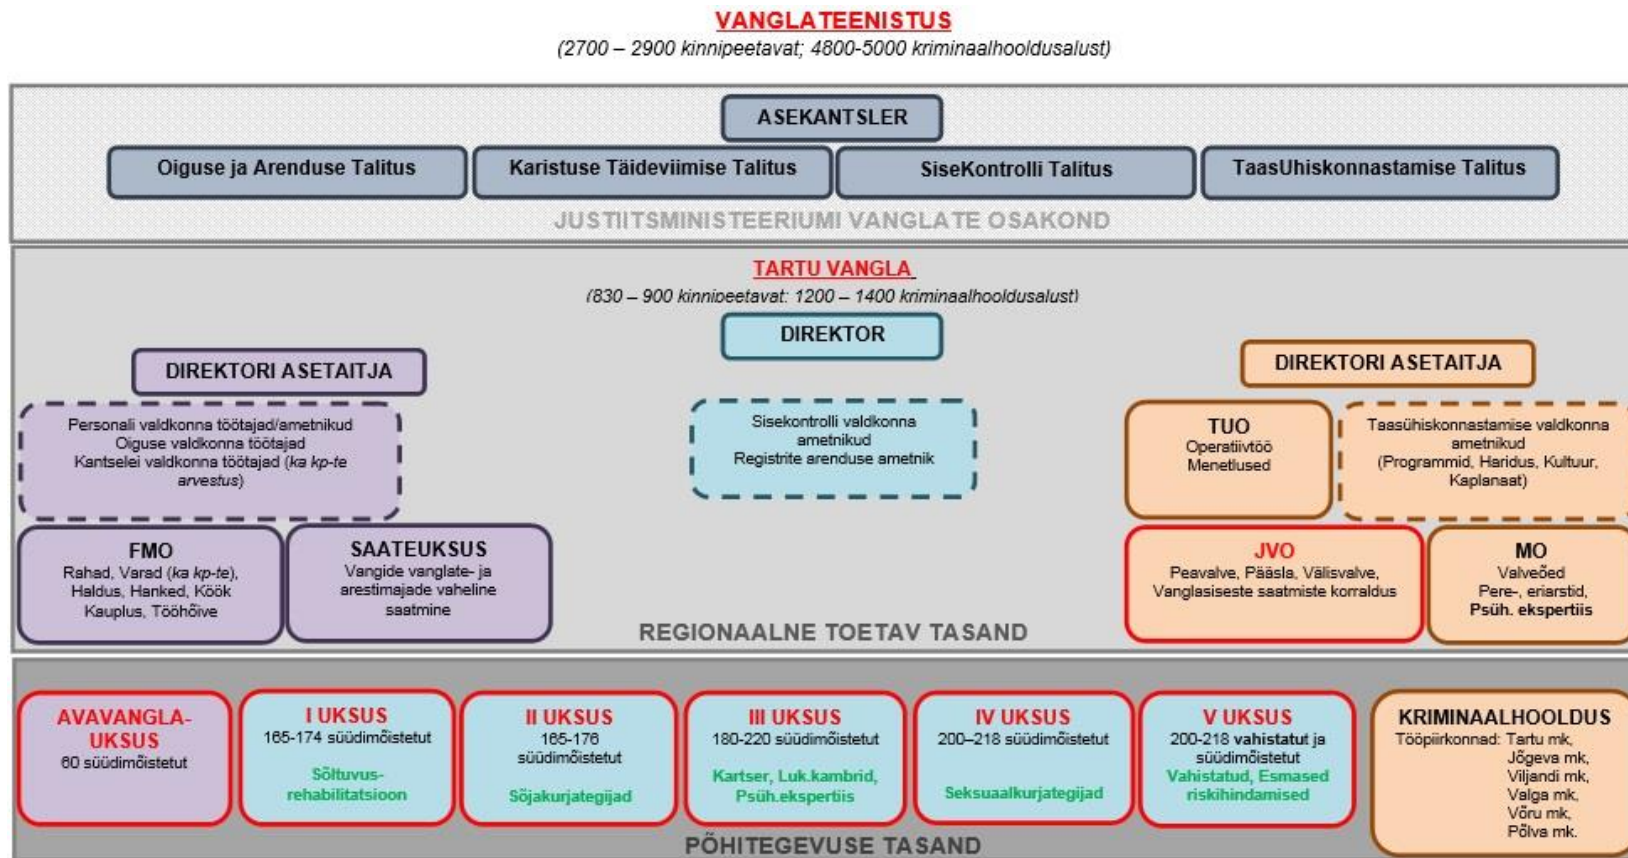 VANGLATEENISTUS
(2700 – 2900 kinnipeetavat; 4800-5000 kriminaalhooldusalust)
ASEKANTSLER
Oiguse ja Arenduse Talitus
Karistuse Täideviimise Talitus
SiseKontrolli Talitus
TaasUhiskonnastamise Talitus
JUSTIITSMINISTEERIUMI VANGLATE OSAKOND
TARTU VANGLA
(830 – 900 kinnipeetavat; 1200 – 1400 kriminaalhooldusalust)
DIREKTOR
DIREKTORI ASETAITJA
DIREKTORI ASETAITJA
Personali valdkonna töötajad/ametnikud
Oiguse valdkonna töötajad
Kantselei valdkonna töötajad (ka kp-te
arvestus)
Sisekontrolli valdkonna
ametnikud
Registrite arenduse ametnik
TUO
Operatiivtöö
Menetlused
Taasühiskonnastamise valdkonna
ametnikud
(Programmid, Haridus, Kultuur,
Kaplanaat)
FMO
Rahad, Varad (ka kp-te),
Haldus, Hanked, Köök
Kauplus, Tööhõive
SAATEUKSUS
Vangide vanglate- ja
arestimajade vaheline
saatmine
JVO
Peavalve, Pääsla, Välisvalve,
Vanglasiseste saatmiste korraldus
MO
Valveõed
Pere-, eriarstid,
Psüh. ekspertiis
REGIONAALNE TOETAV TASAND
AVAVANGLA-
UKSUS
60 süüdimõistetut
I UKSUS
165-174 süüdimõistetut
Sõltuvus-
rehabilitatsioon
II UKSUS
165-176
süüdimõistetut
Sõjakurjategijad
III UKSUS
180-220 süüdimõistetut
Kartser, Luk.kambrid,
Psüh.ekspertiis
IV UKSUS
200–218 süüdimõistetut
Seksuaalkurjategijad
V UKSUS
200-218 vahistatut ja
süüdimõistetut
Vahistatud, Esmased
riskihindamised
KRIMINAALHOOLDUS
Tööpiirkonnad: Tartu mk,
Jõgeva mk,
Viljandi mk,
Valga mk,
Võru mk,
Põlva mk.
PÕHITEGEVUSE TASAND